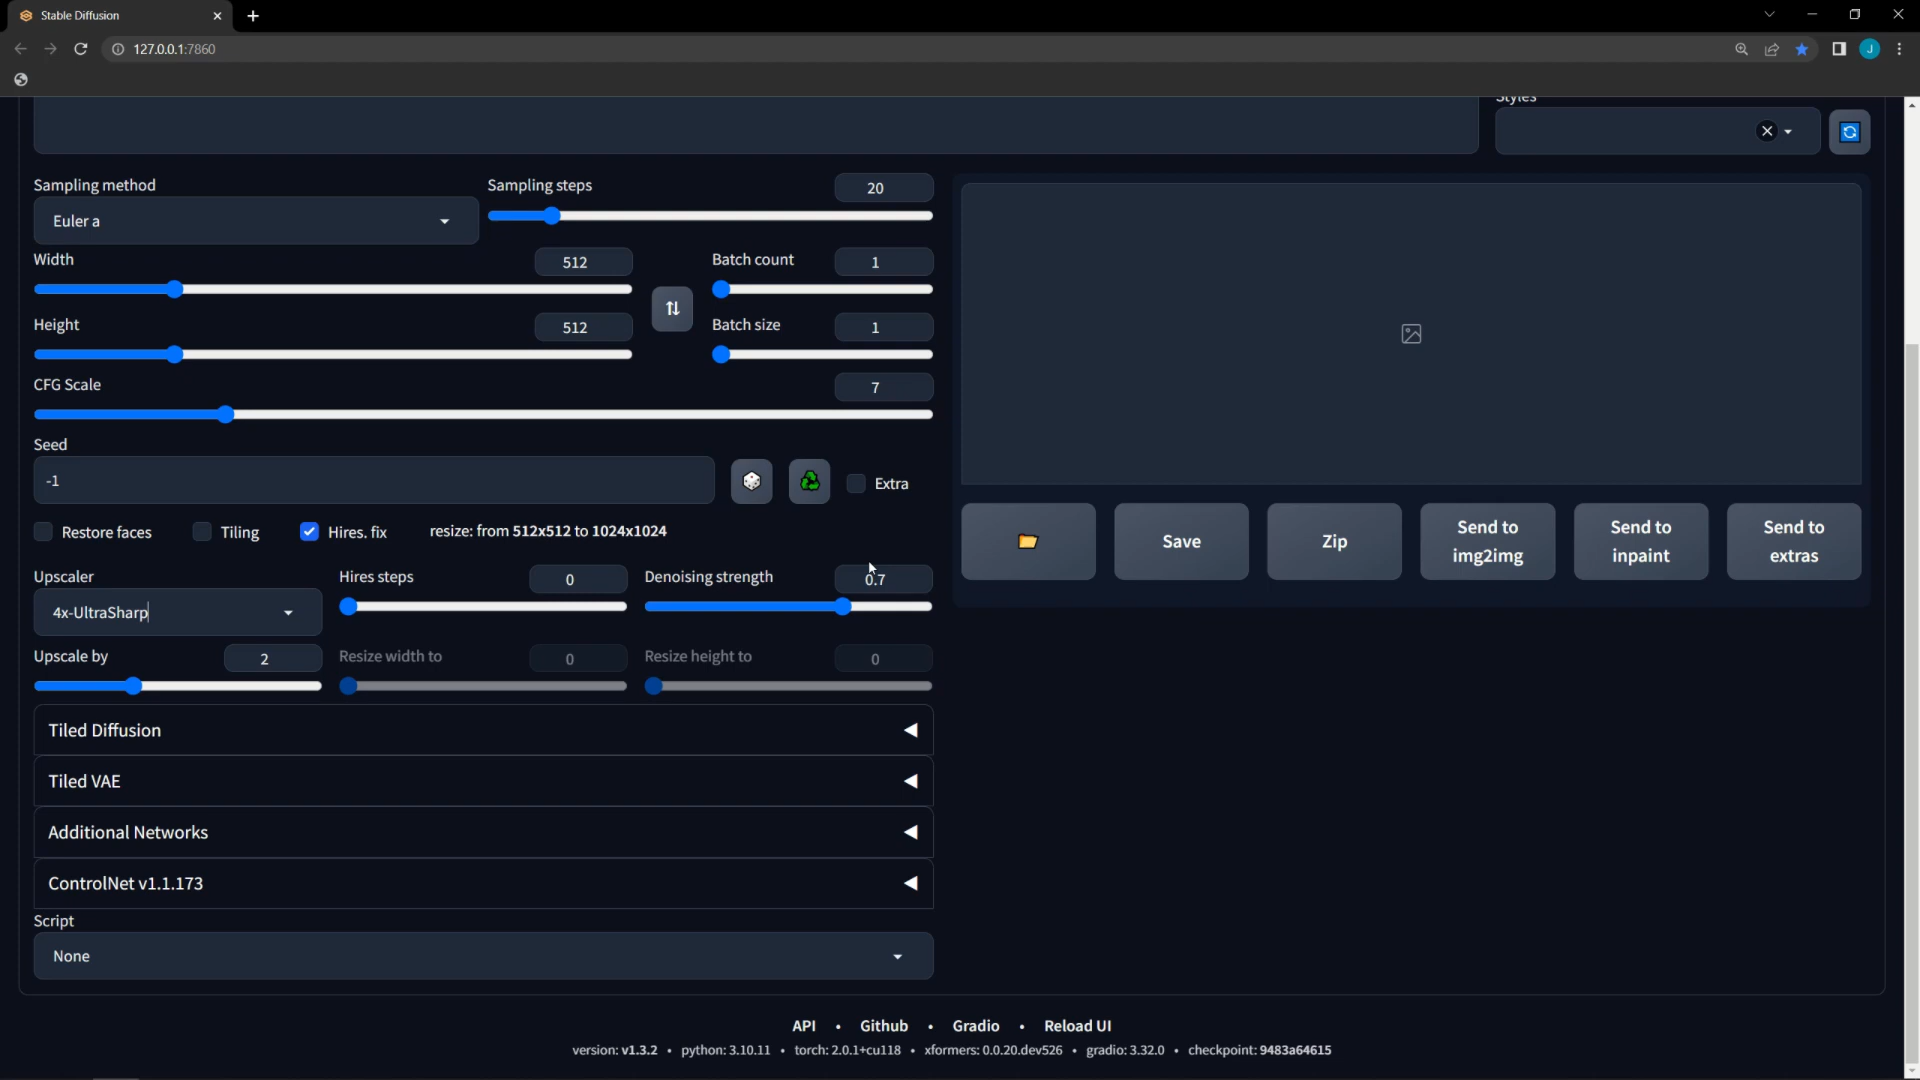 Stable Diffusion
127.0.0.1:7860
J
Styles
Sampling method
Euler a
Sampling steps
20
Width
512
Batch count
1
Height
512
Batch size
1
CFG Scale
7
Seed
-1
Extra
Restore faces
Tiling
Hires. fix
resize: from 512x512 to 1024x1024
Upscaler
4x-UltraSharp
Hires steps
0
Denoising strength
0.7
Upscale by
2
Resize width to
0
Resize height to
0
Tiled Diffusion
Tiled VAE
Additional Networks
ControlNet v1.1.173
Script
None
Save
Zip
Send to
img2img
Send to
inpaint
Send to
extras
API • Github • Gradio • Reload UI
version: v1.3.2 • python: 3.10.11 • torch: 2.0.1+cu118 • xformers: 0.0.20.dev526 • gradio: 3.32.0 • checkpoint: 9483a64615